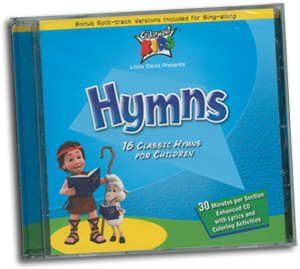 Bonus Split-track Versions Included for Sing-along
Cedarmont
KIDS
Little David Presents
Hymns
16 Classic Hymns
for Children
30 Minutes per Section
Enhanced CD
with Lyrics and
Coloring Activities